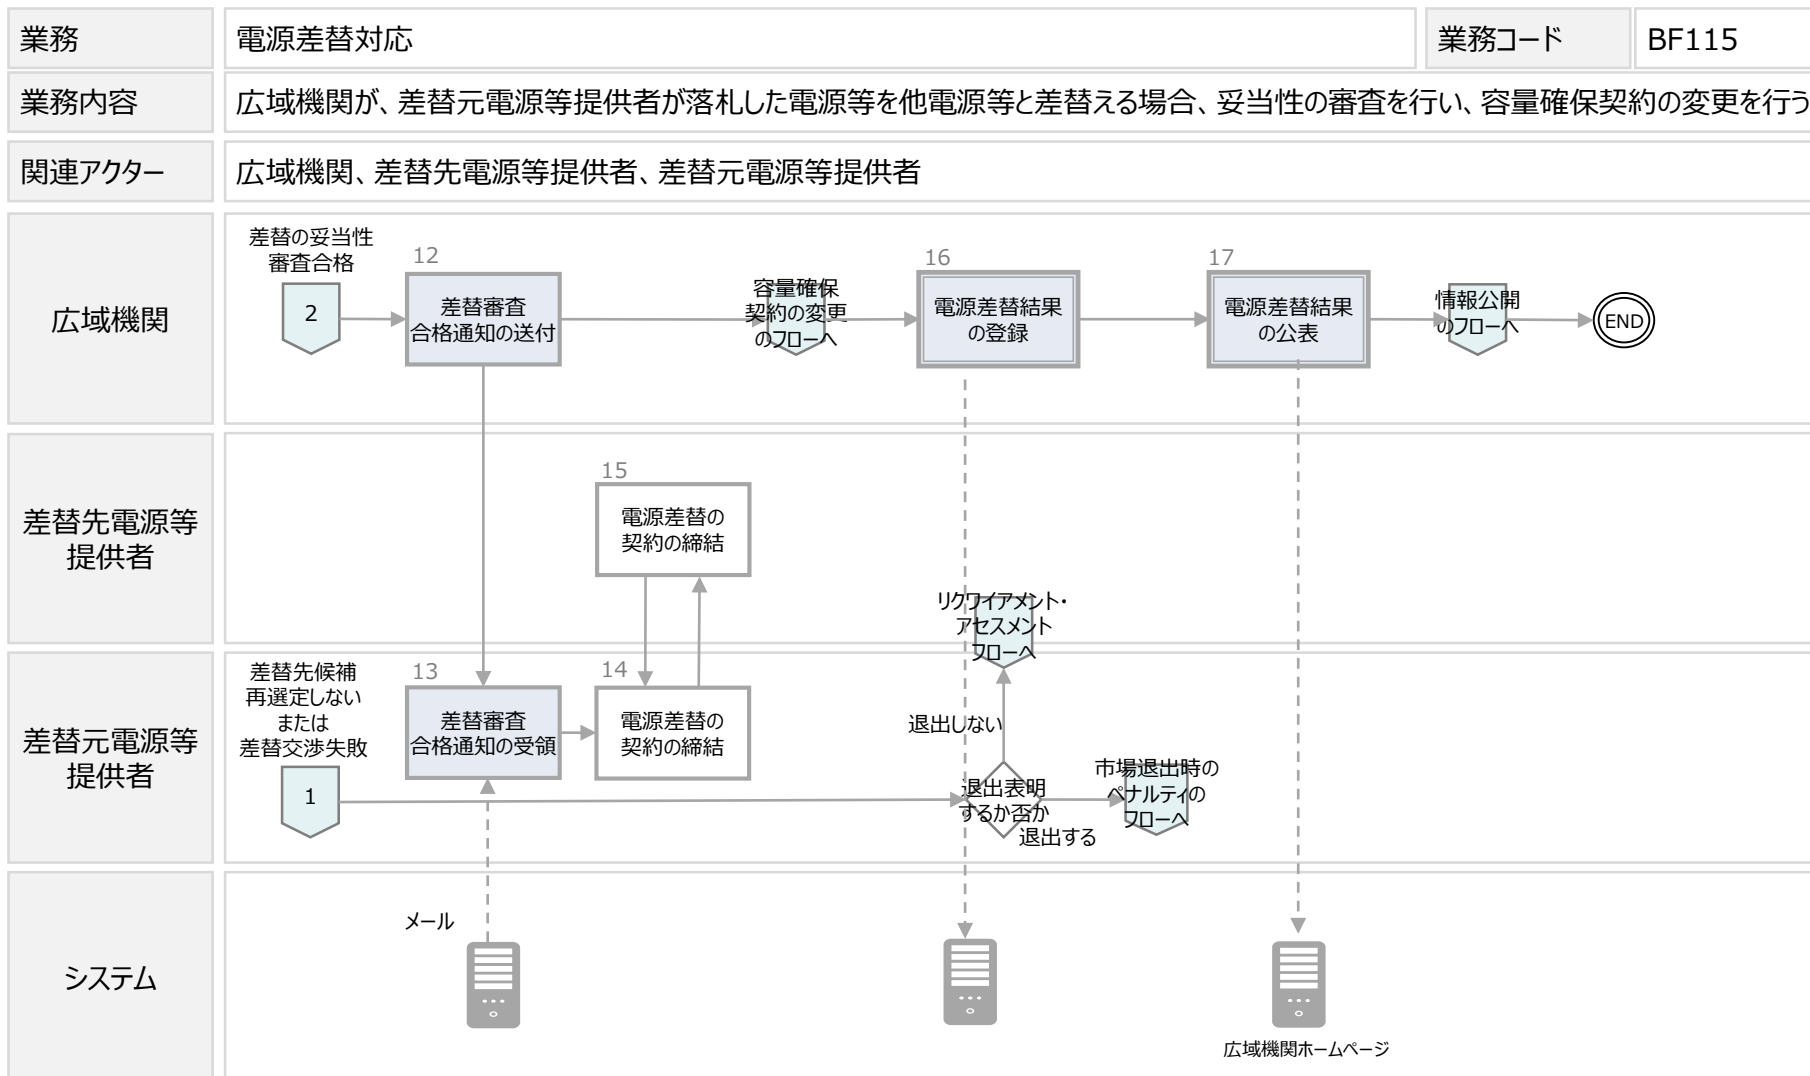 業務
電源差替対応
業務コード
BF115
業務内容
広域機関が、差替元電源等提供者が落札した電源等を他電源等と差替える場合、妥当性の審査を行い、容量確保契約の変更を行う
関連アクター
広域機関、差替先電源等提供者、差替元電源等提供者
広域機関
差替の妥当性
審査合格
2
12
差替審査
合格通知の送付
容量確保
契約の変更
のフローへ
16
電源差替結果
の登録
17
電源差替結果
の公表
情報公開
のフローへ
END
差替先電源等
提供者
15
電源差替の
契約の締結
リクワイアメント・
アセスメント
フローへ
差替元電源等
提供者
差替先候補
再選定しない
または
差替交渉失敗
1
13
差替審査
合格通知の受領
14
電源差替の
契約の締結
退出しない
退出表明
するか否か
退出する
市場退出時の
ペナルティの
フローへ
システム
メール
広域機関ホームページ